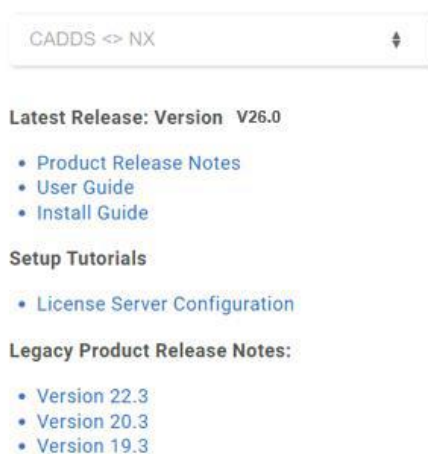 CADDS <> NX
Latest Release: Version V26.0
Product Release Notes
User Guide
Install Guide
Setup Tutorials
License Server Configuration
Legacy Product Release Notes:
Version 22.3
Version 20.3
Version 19.3